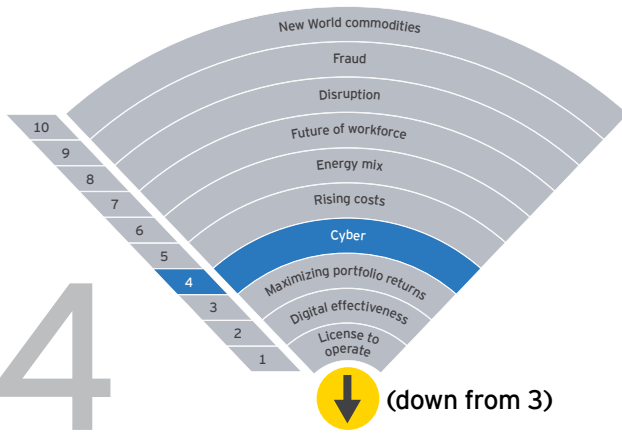 New World commodities
Fraud
Disruption
Future of workforce
Energy mix
Rising costs
Cyber
Maximizing portfolio returns
Digital effectiveness
License to
operate
10
9
8
7
6
5
4
3
2
1
4
(down from 3)